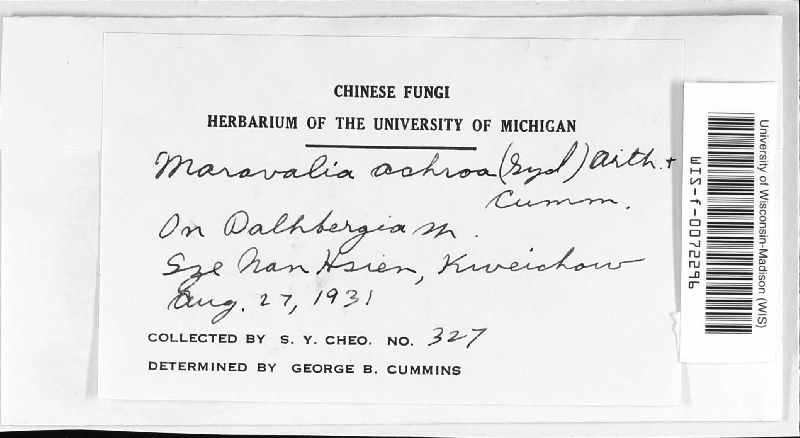 CHINESE FUNGI
HERBARIUM OF THE UNIVERSITY OF MICHIGAN
Maravalia achroa (Syd) Arth. +
Cumm.
On Dalhbergia sp.
Sze Nan Hsien, Kweichow
Aug. 27, 1931
COLLECTED BY S. Y. CHEO. NO. 327
DETERMINED BY GEORGE B. CUMMINS
University of Wisconsin-Madison (WIS)
WIS-f-0072296